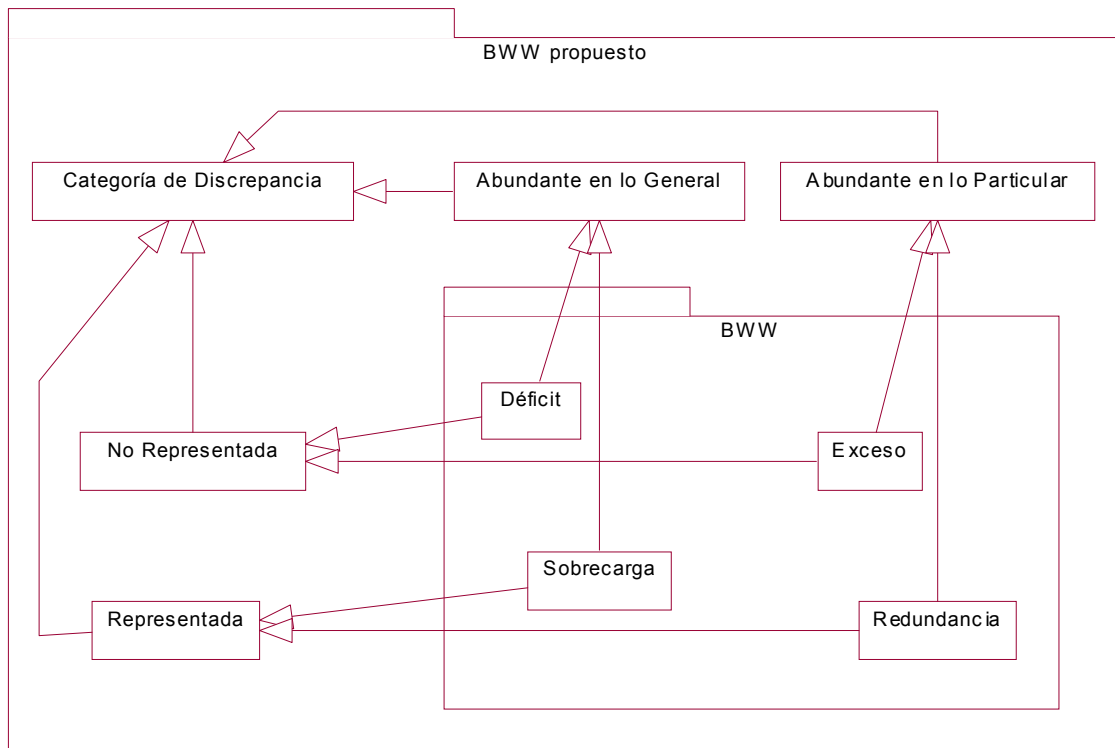 BWW propuesto
Categoría de Discrepancia
Abundante en lo General
Abundante en lo Particular
BWW
Déficit
No Representada
Exceso
Sobrecarga
Representada
Redundancia